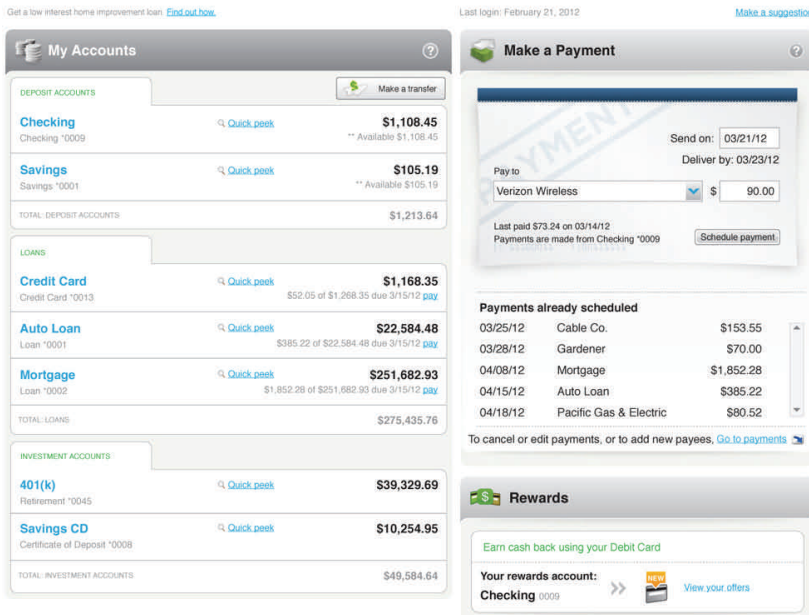 Get a low interest home improvement loan. Find out how.
Last login: February 21, 2012
Make a suggestion
My Accounts
?
DEPOSIT ACCOUNTS
Make a transfer
Checking
Quick peek
$1,108.45
Checking *0009
** Available $1,108.45
Savings
Quick peek
$105.19
Savings *0001
** Available $105.19
TOTAL: DEPOSIT ACCOUNTS
$1,213.64
LOANS
Credit Card
Quick peek
$1,168.35
Credit Card *0013
$52.05 of $1,268.35 due 3/15/12 pay
Auto Loan
Quick peek
$22,584.48
Loan *0001
$385.22 of $22,584.48 due 3/15/12 pay
Mortgage
Quick peek
$251,682.93
Loan *0002
$1,852.28 of $251,682.93 due 3/15/12 pay
TOTAL: LOANS
$275,435.76
INVESTMENT ACCOUNTS
401(k)
Quick peek
$39,329.69
Retirement *0045
Savings CD
Quick peek
$10,254.95
Certificate of Deposit *0008
TOTAL: INVESTMENT ACCOUNTS
$49,584.64
Make a Payment
?
PAYMENT
Send on: 03/21/12
Deliver by: 03/23/12
Pay to
Verizon Wireless
$ 90.00
Last paid $73.24 on 03/14/12
Payments are made from Checking *0009
Schedule payment
Payments already scheduled
03/25/12 Cable Co. $153.55
03/28/12 Gardener $70.00
04/08/12 Mortgage $1,852.28
04/15/12 Auto Loan $385.22
04/18/12 Pacific Gas & Electric $80.52
To cancel or edit payments, or to add new payees, Go to payments
$
Rewards
Earn cash back using your Debit Card
Your rewards account:
Checking 0009
NEW
View your offers